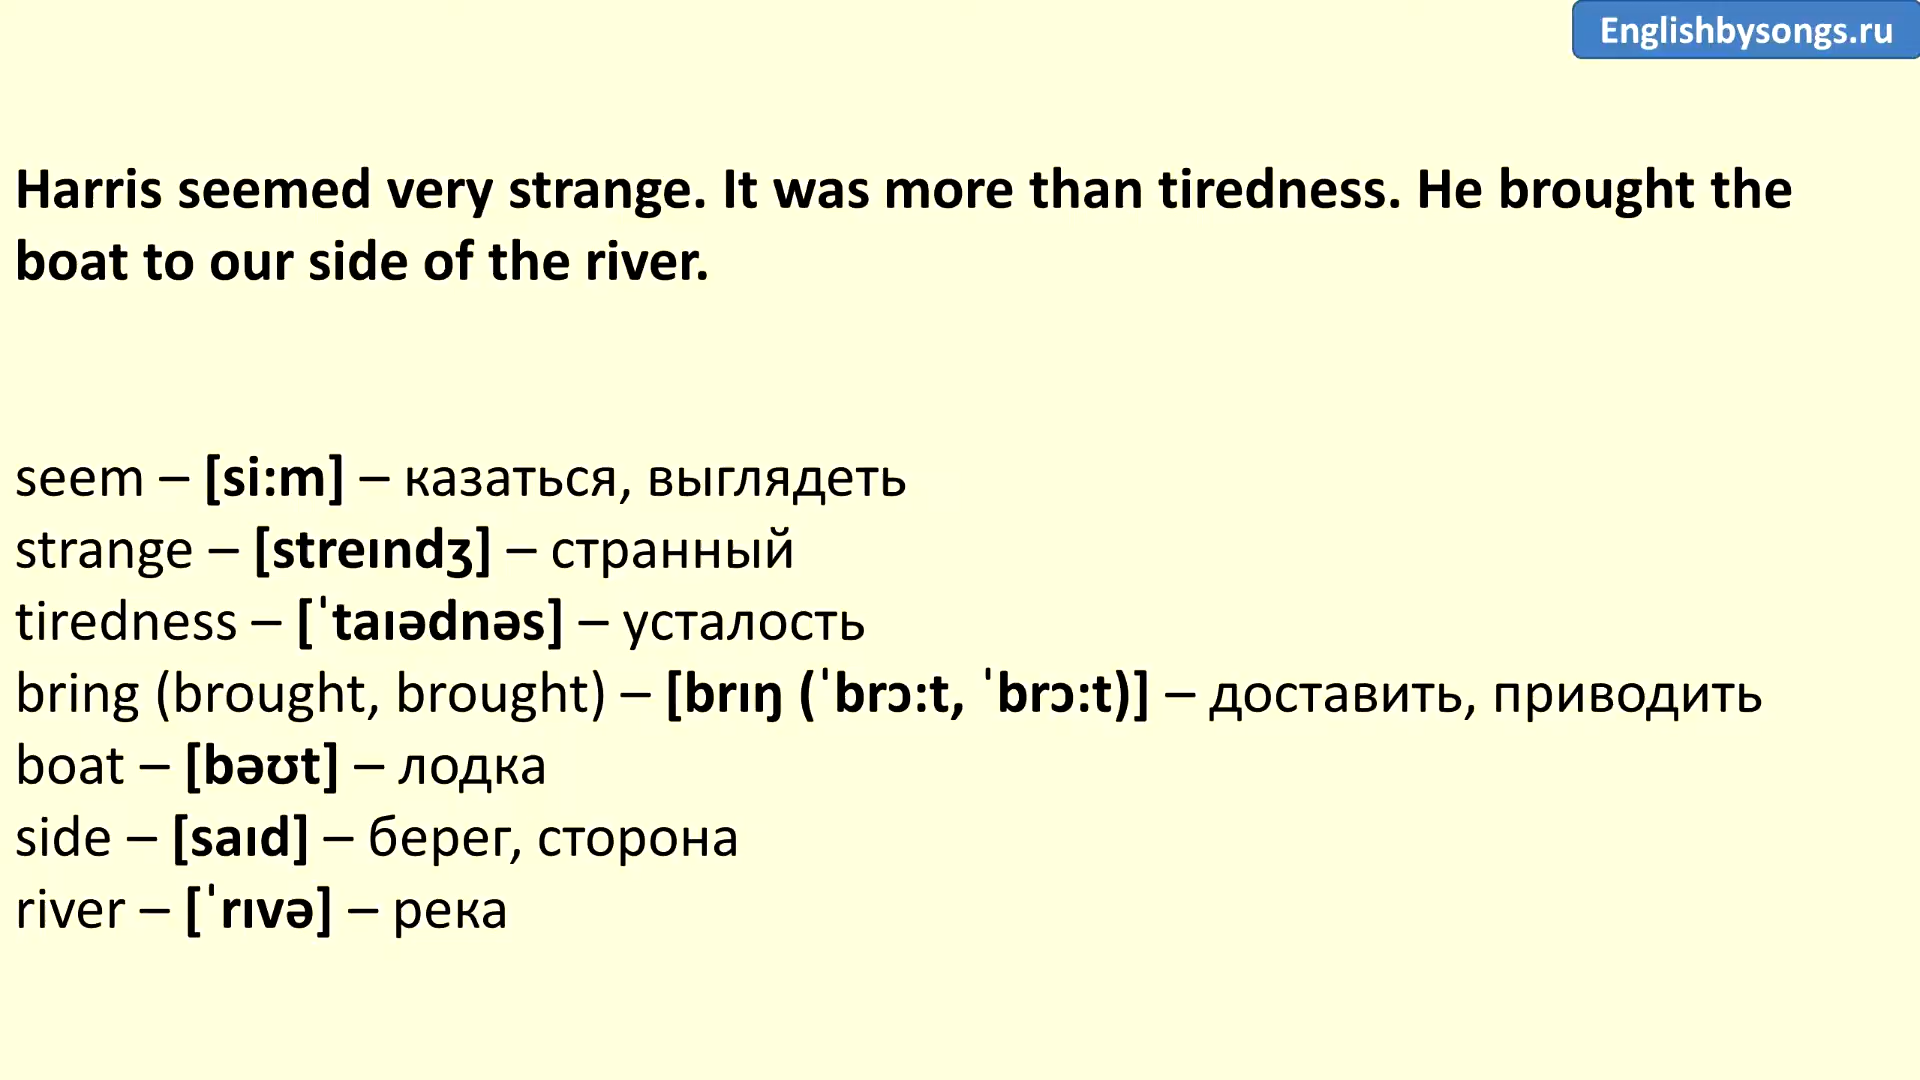 Englishbysongs.ru
Harris seemed very strange. It was more than tiredness. He brought the
boat to our side of the river.
seem – [si:m] – казаться, выглядеть
strange – [streɪndʒ] – странный
tiredness – [ˈtaɪədnəs] – усталость
bring (brought, brought) – [brɪŋ (ˈbrɔ:t, ˈbrɔ:t)] – доставить, приводить
boat – [bəʊt] – лодка
side – [saɪd] – берег, сторона
river – [ˈrɪvə] – река